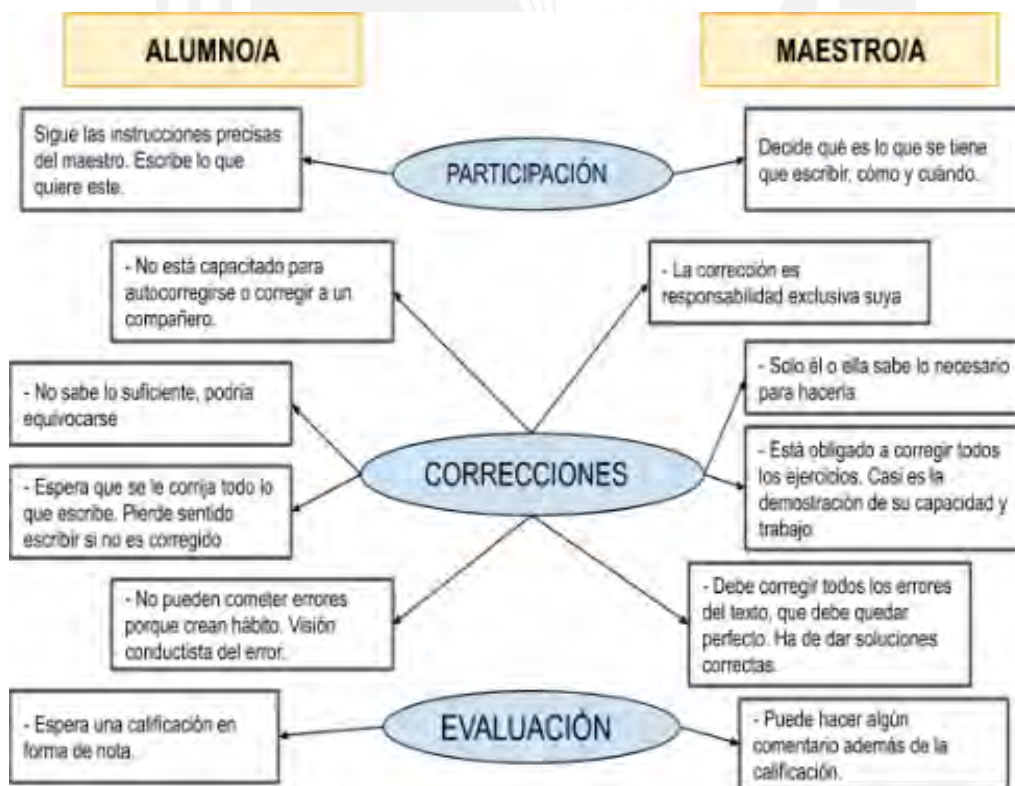 ALUMNO/A
MAESTRO/A
Sigue las instrucciones precisas
del maestro. Escribe lo que
quiere este.
PARTICIPACIÓN
Decide qué es lo que se tiene
que escribir, cómo y cuándo.
- No está capacitado para
autocorregirse o corregir a un
compañero.
- La corrección es
responsabilidad exclusiva suya
- No sabe lo suficiente, podría
equivocarse
- Solo él o ella sabe lo necesario
para hacerla
CORRECCIONES
- Espera que se le corrija todo lo
que escribe. Pierde sentido
escribir si no es corregido
- Está obligado a corregir todos
los ejercicios. Casi es la
demostración de su capacidad y
trabajo
- No pueden cometer errores
porque crean hábito. Visión
conductista del error.
- Debe corregir todos los errores
del texto, que debe quedar
perfecto. Ha de dar soluciones
correctas.
- Espera una calificación en
forma de nota.
EVALUACIÓN
- Puede hacer algún
comentario además de la
calificación.